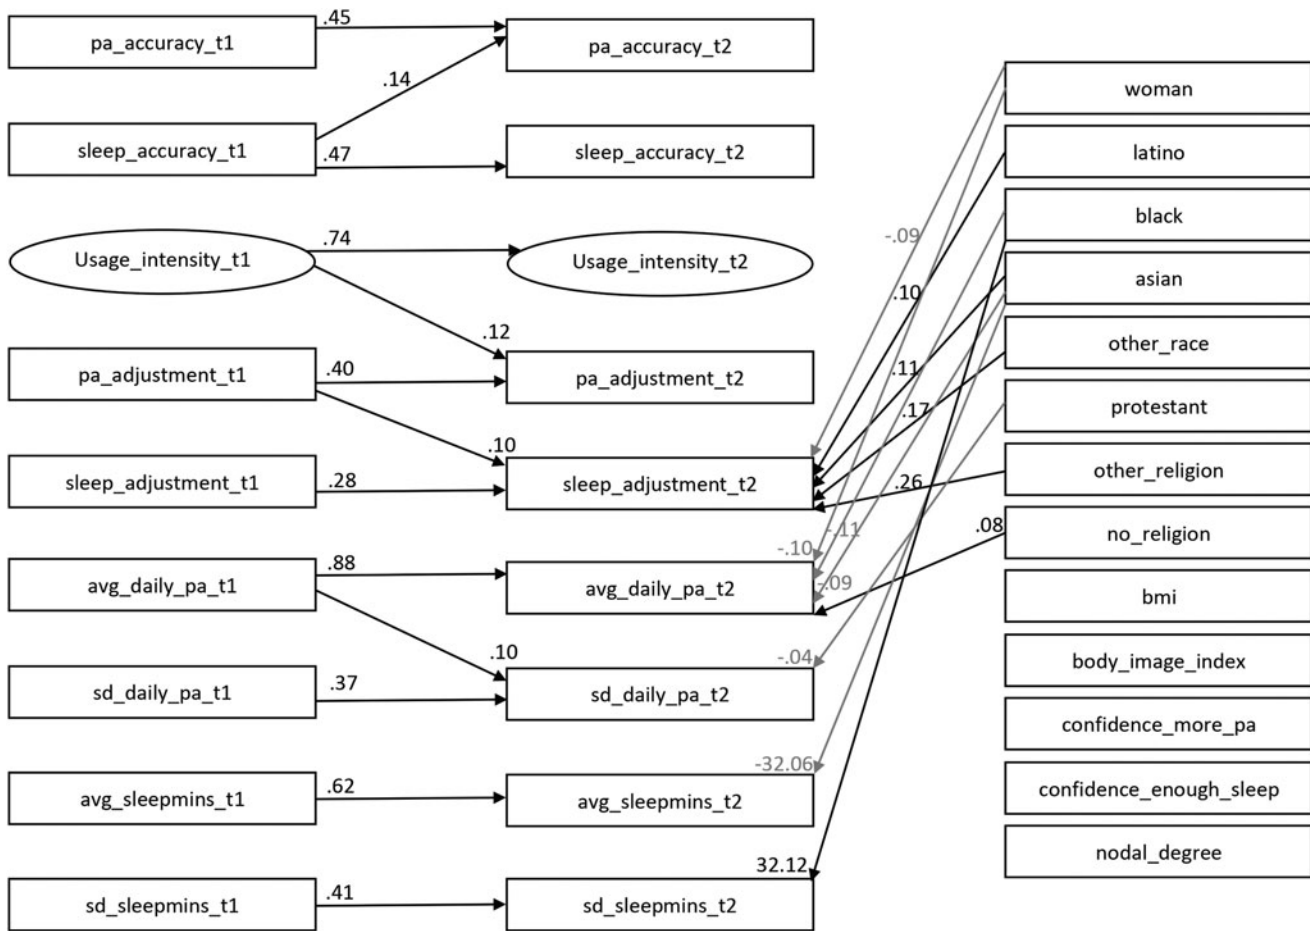 .45
pa_accuracy_t1
pa_accuracy_t2
.14
sleep_accuracy_t1
.47
sleep_accuracy_t2
.74
Usage_intensity_t1
Usage_intensity_t2
.12
pa_adjustment_t1
.40
pa_adjustment_t2
.10
sleep_adjustment_t1
.28
sleep_adjustment_t2
avg_daily_pa_t1
.88
avg_daily_pa_t2
.10
sd_daily_pa_t1
.37
sd_daily_pa_t2
avg_sleepmins_t1
.62
avg_sleepmins_t2
sd_sleepmins_t1
.41
sd_sleepmins_t2
-.09
.10
.11
.17
.26
-.11
-.10
-.09
.08
-.04
-32.06
32.12
woman
latino
black
asian
other_race
protestant
other_religion
no_religion
bmi
body_image_index
confidence_more_pa
confidence_enough_sleep
nodal_degree